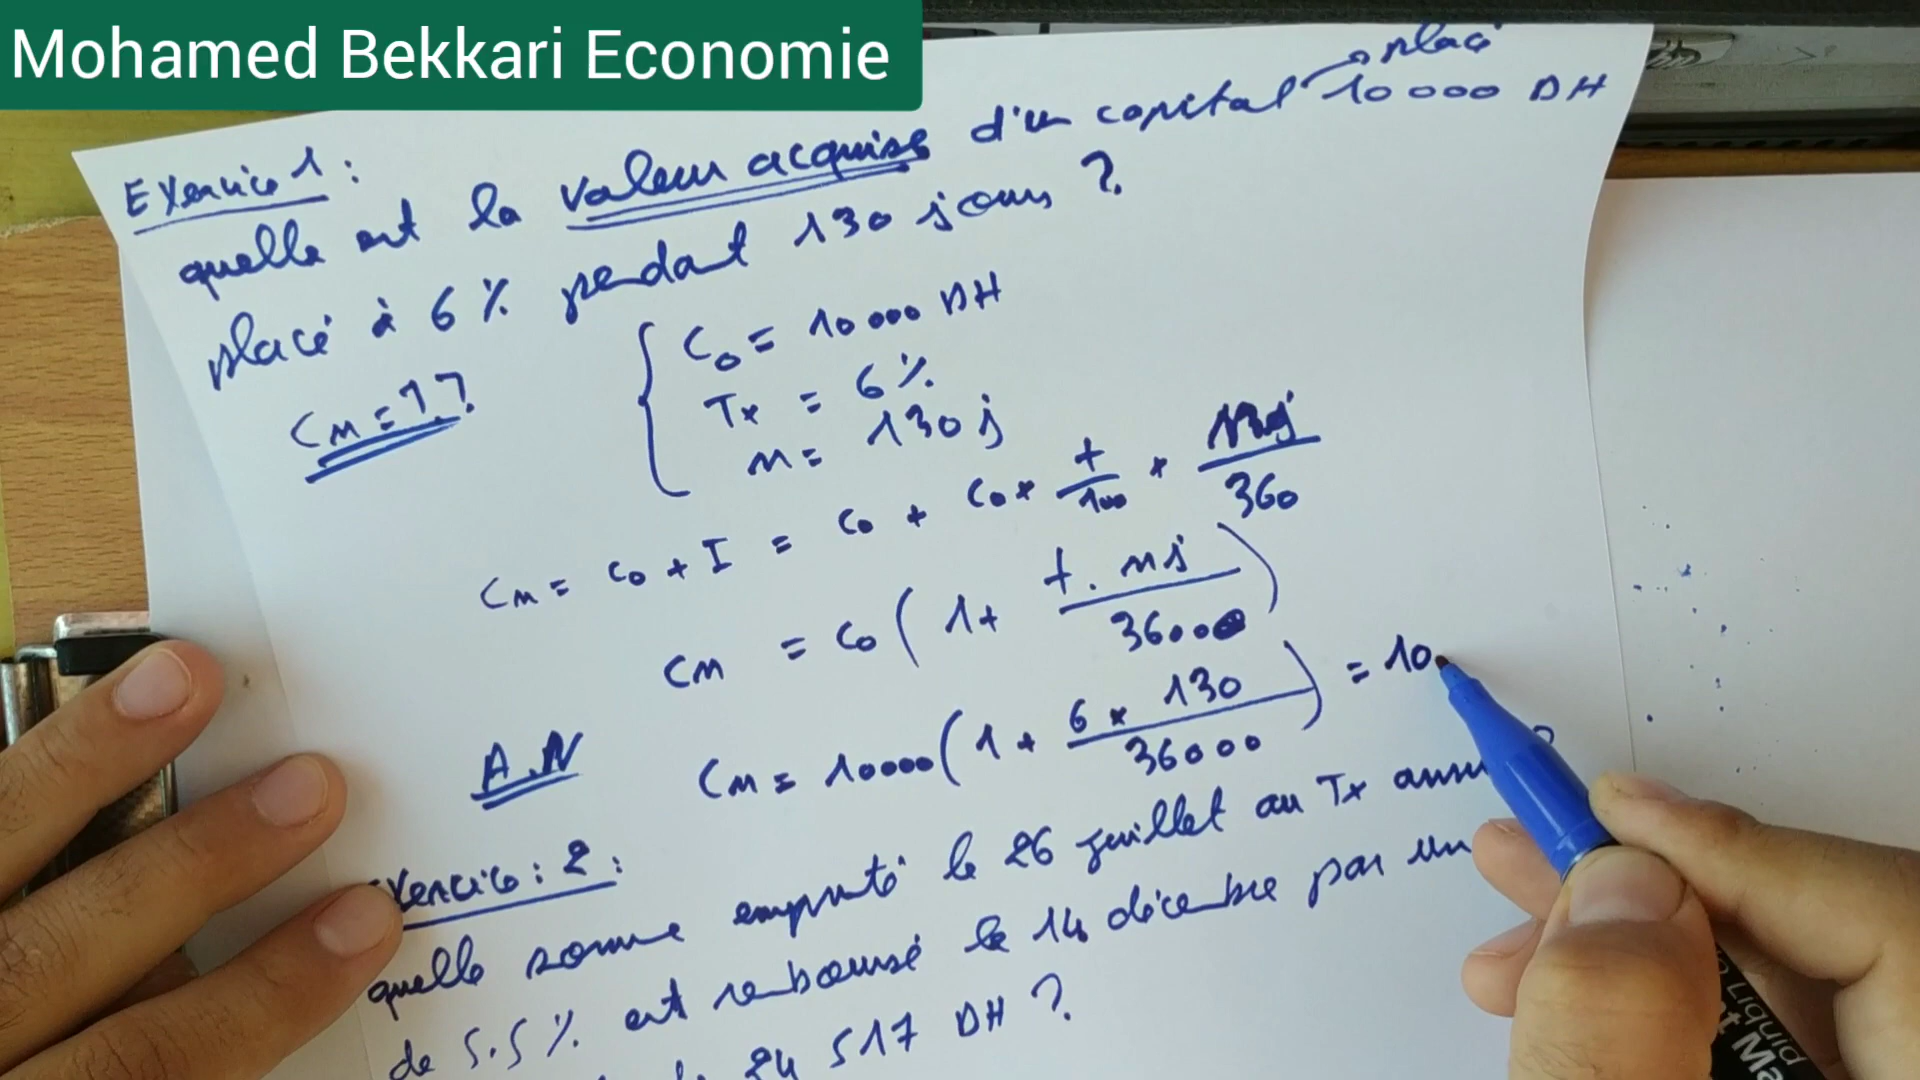 Mohamed Bekkari Economie
placé
Exercice 1 :
quelle est la valeur acquise d'un capital 10 000 DH
placé à 6 % pendant 130 jours ?
Cn = ? ?
C0 = 10 000 DH
Tx = 6 %
n = 130 j
Cn = C0 + I = C0 + C0 * t/100 * /360
Cn = C0 ( 1 + t . nj / 36000 )
A.N
Cn = 10000 ( 1 + 6 * 130 / 36000 ) = 10
Exercice : 2 :
quelle somme emprunté le 26 juillet au Tx
de 5.5 % est remboursé le 14 décembre par un
24 517 DH ?
Liquid